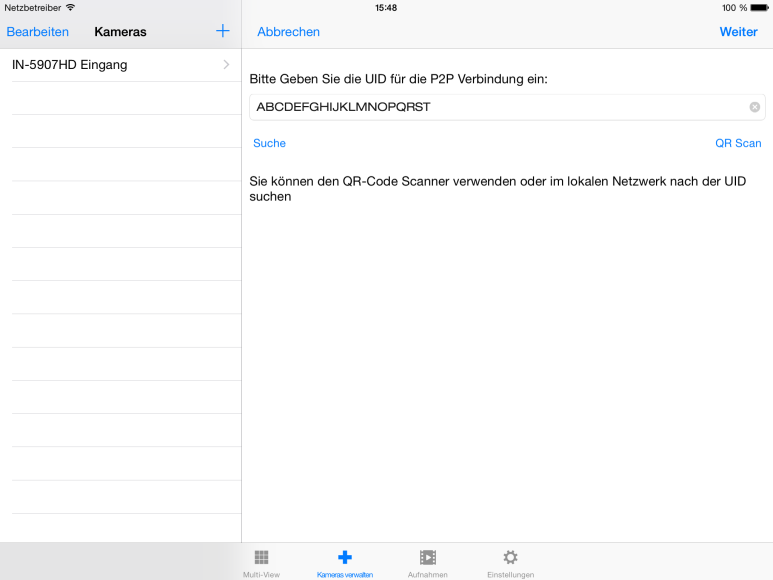 Netzbetreiber 15:48 100 %
Bearbeiten Kameras + Abbrechen Weiter
IN-5907HD Eingang
Bitte Geben Sie die UID für die P2P Verbindung ein:
ABCDEFGHIJKLMNOPQRST
Suche QR Scan
Sie können den QR-Code Scanner verwenden oder im lokalen Netzwerk nach der UID
suchen
Multi-View Kameras verwalten Aufnahmen Einstellungen